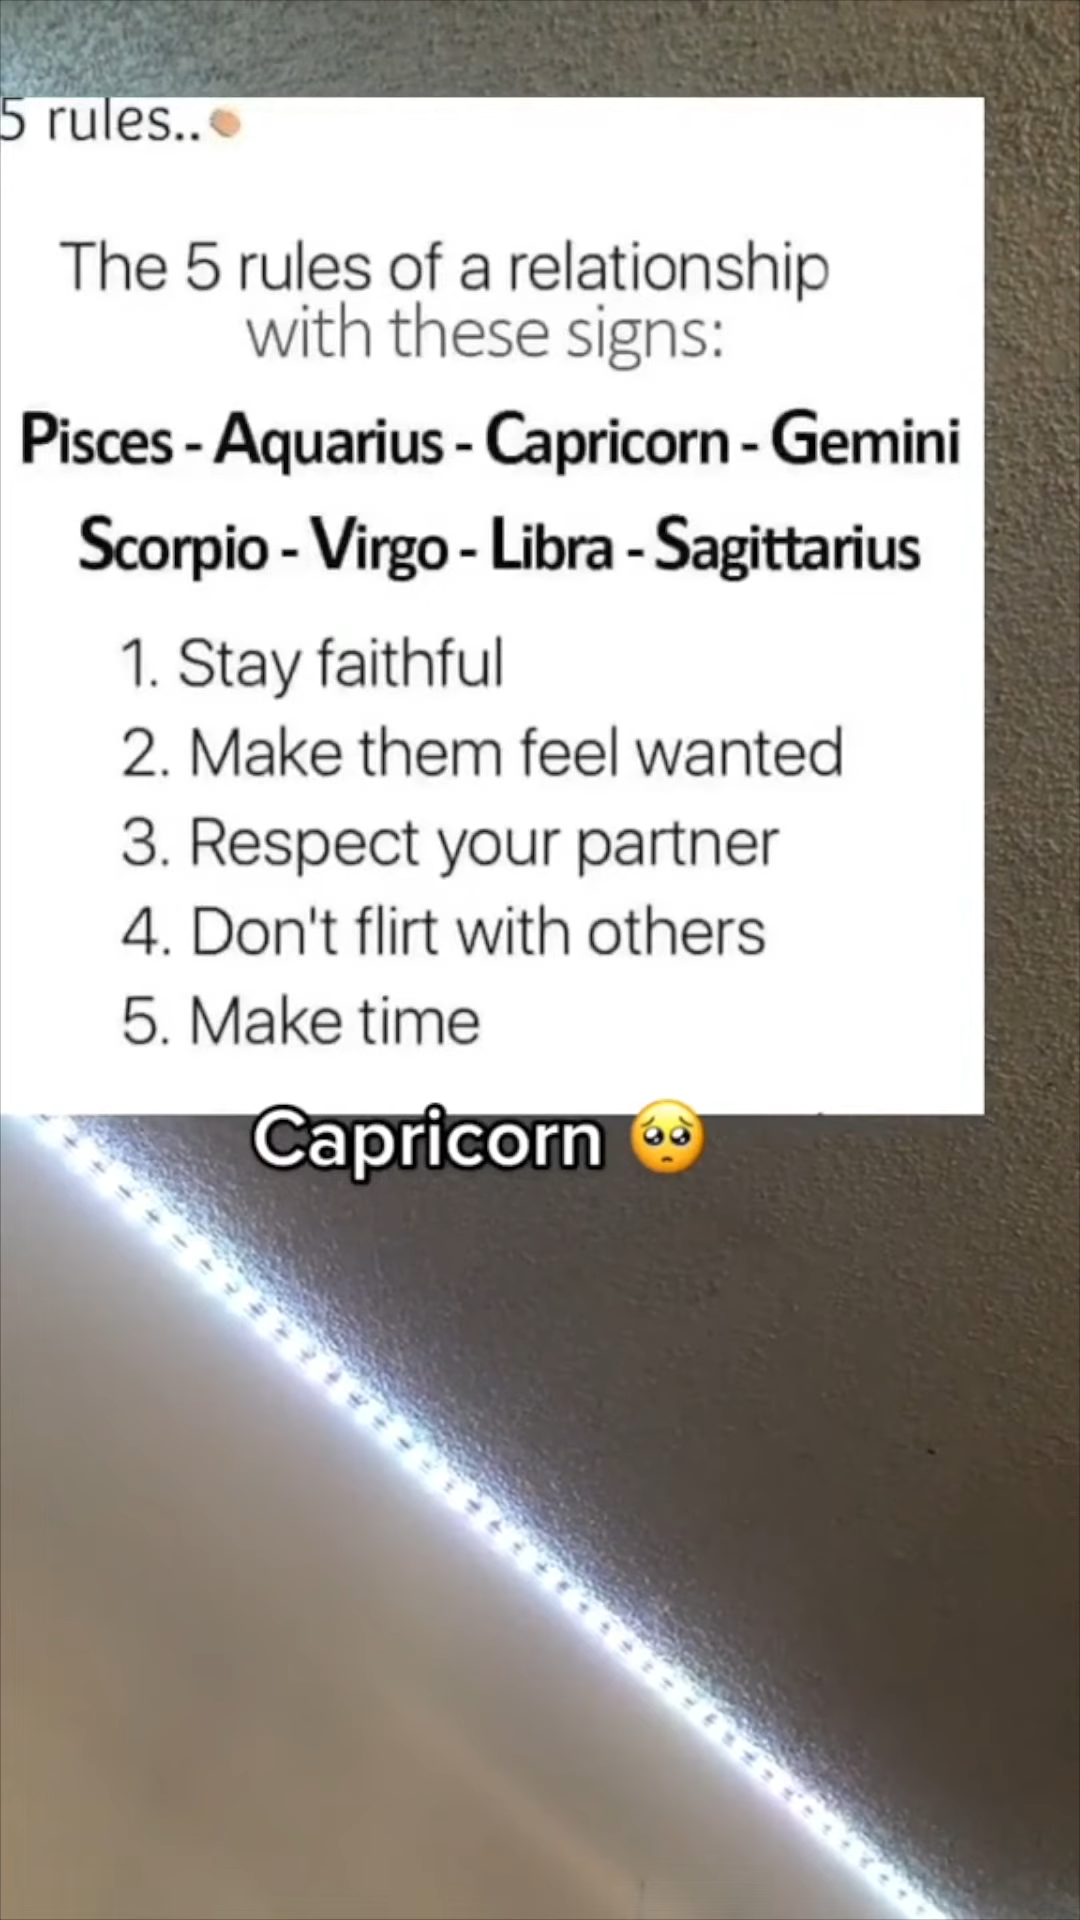 5 rules..
The 5 rules of a relationship
with these signs:
Pisces - Aquarius - Capricorn - Gemini
Scorpio - Virgo - Libra - Sagittarius
1. Stay faithful
2. Make them feel wanted
3. Respect your partner
4. Don't flirt with others
5. Make time
Capricorn 🥺